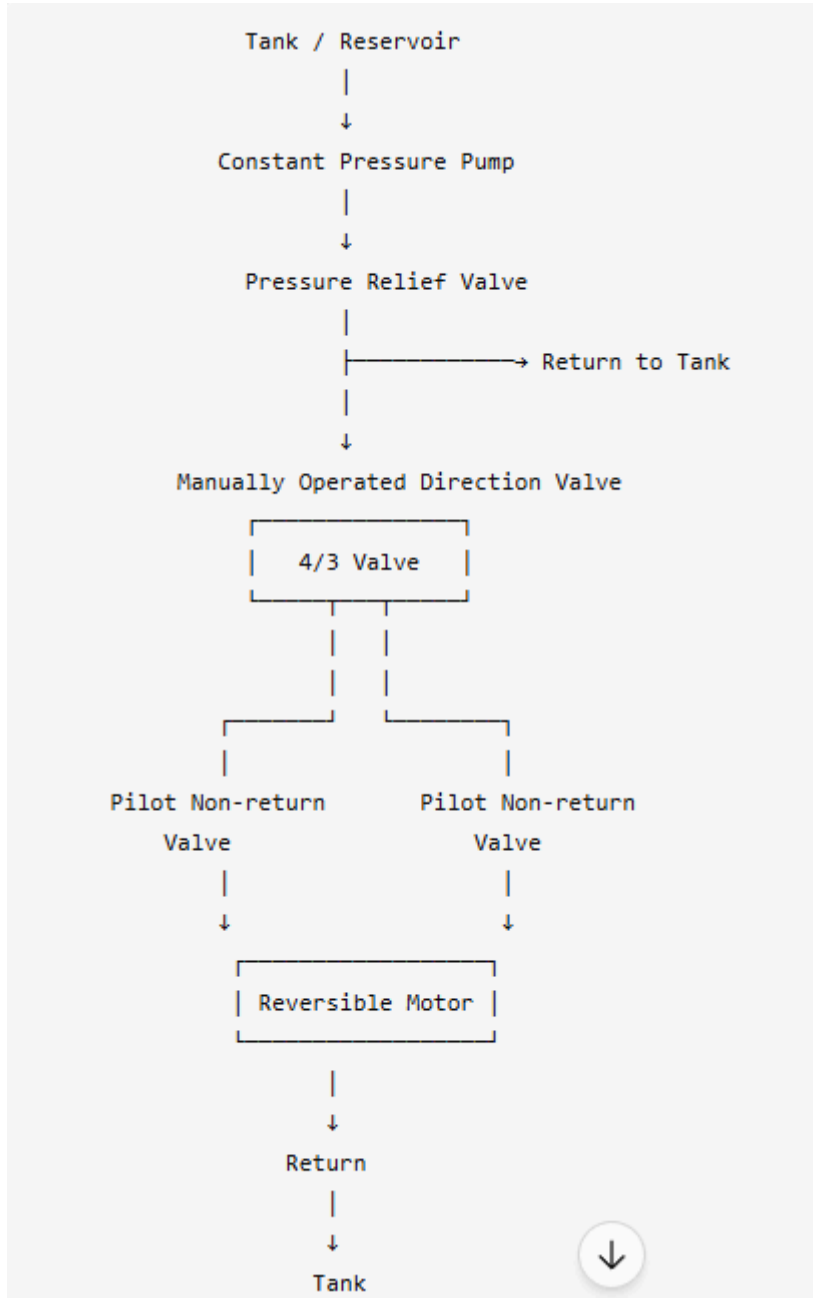 Tank / Reservoir
Constant Pressure Pump
Pressure Relief Valve
Return to Tank
Manually Operated Direction Valve
4/3 Valve
Pilot Non-return Pilot Non-return
Valve Valve
Reversible Motor
Return
Tank